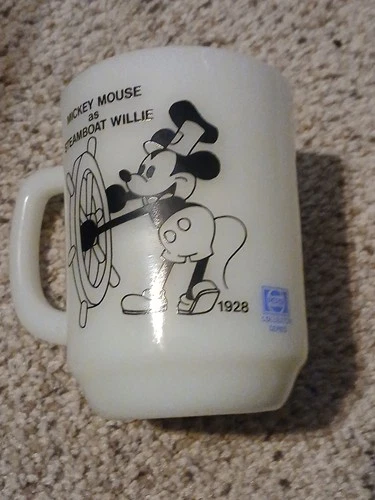 MICKEY MOUSE
as
STEAMBOAT WILLIE
1928